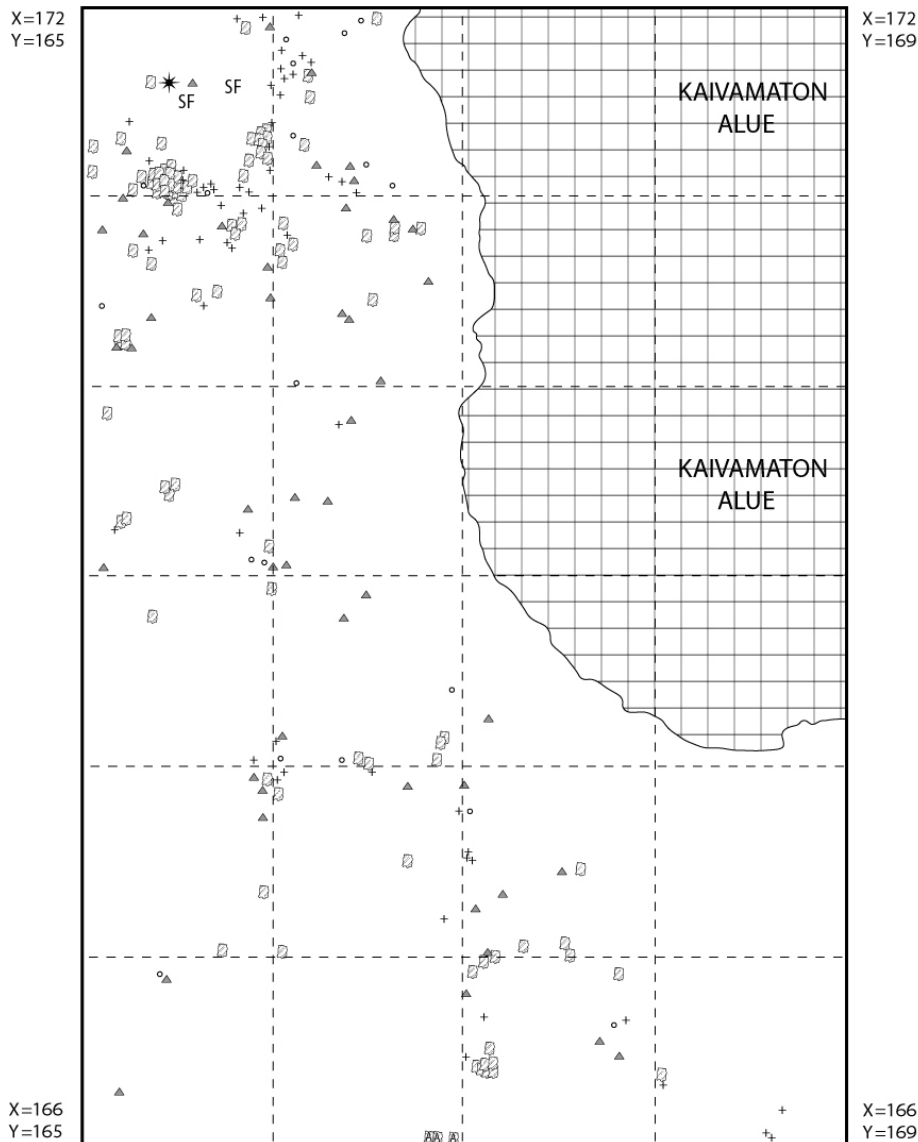 X=172
Y=165
X=172
Y=169
SF
SF
KAIVAMATON
ALUE
KAIVAMATON
ALUE
X=166
Y=165
X=166
Y=169